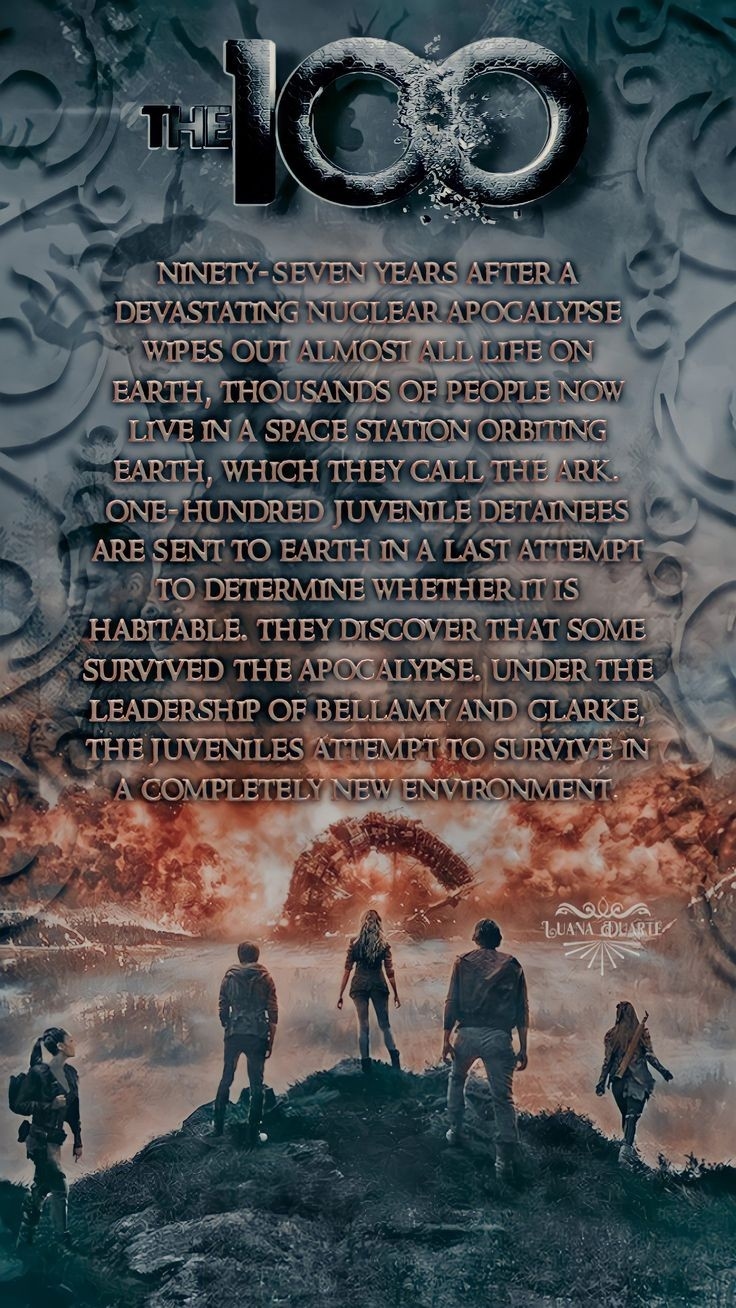 THE 100
NINETY-SEVEN YEARS AFTER A
DEVASTATING NUCLEAR APOCALYPSE
WIPES OUT ALMOST ALL LIFE ON
EARTH, THOUSANDS OF PEOPLE NOW
LIVE IN A SPACE STATION ORBITING
EARTH, WHICH THEY CALL THE ARK.
ONE-HUNDRED JUVENILE DETAINEES
ARE SENT TO EARTH IN A LAST ATTEMPT
TO DETERMINE WHETHER IT IS
HABITABLE. THEY DISCOVER THAT SOME
SURVIVED THE APOCALYPSE. UNDER THE
LEADERSHIP OF BELLAMY AND CLARKE,
THE JUVENILES ATTEMPT TO SURVIVE IN
A COMPLETELY NEW ENVIRONMENT.
LUANA DUARTE